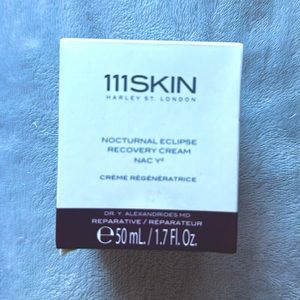 111SKIN
HARLEY ST. LONDON
NOCTURNAL ECLIPSE
RECOVERY CREAM
NAC Y²
CRÈME RÉGÉNÉRATRICE
DR. Y. ALEXANDRIDES MD
REPARATIVE / RÉPARATEUR
℮ 50 mL / 1.7 Fl. Oz.